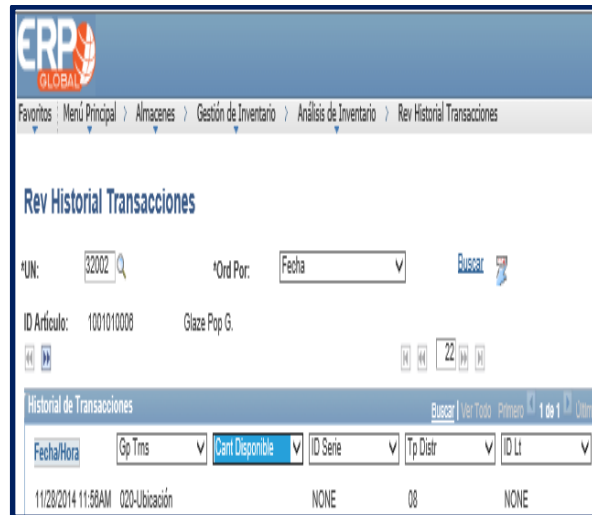 ERP
GLOBAL
Favoritos Menú Principal > Almacenes > Gestión de Inventario > Análisis de Inventario > Rev Historial Transacciones
Rev Historial Transacciones
*UN: 32002 *Ord Por: Fecha Buscar
ID Artículo: 1001010006 Glaze Pop G.
22
Historial de Transacciones Buscar | Ver Todo Primero 1 de 1 Últim
Fecha/Hora Gp Trns Cant Disponible ID Serie Tp Distr ID Lt
11/28/2014 11:56AM 020-Ubicación NONE 08 NONE